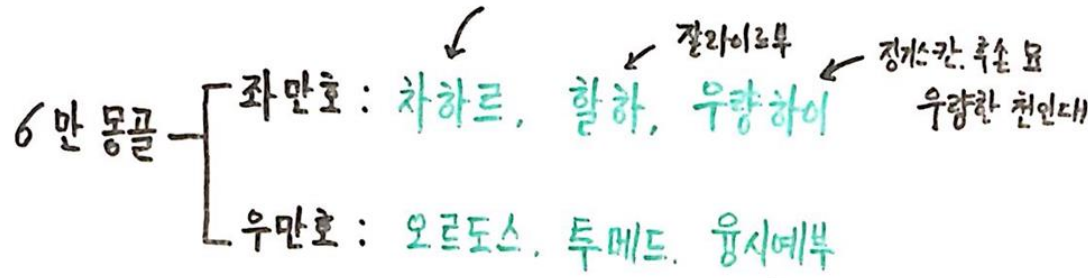 잘라이르부
징기스칸. 후손 묘
우량한 천인대
6만 몽골
좌만호 : 차하르, 할하, 우량하이
우만호 : 오르도스. 투메드. 융시예부